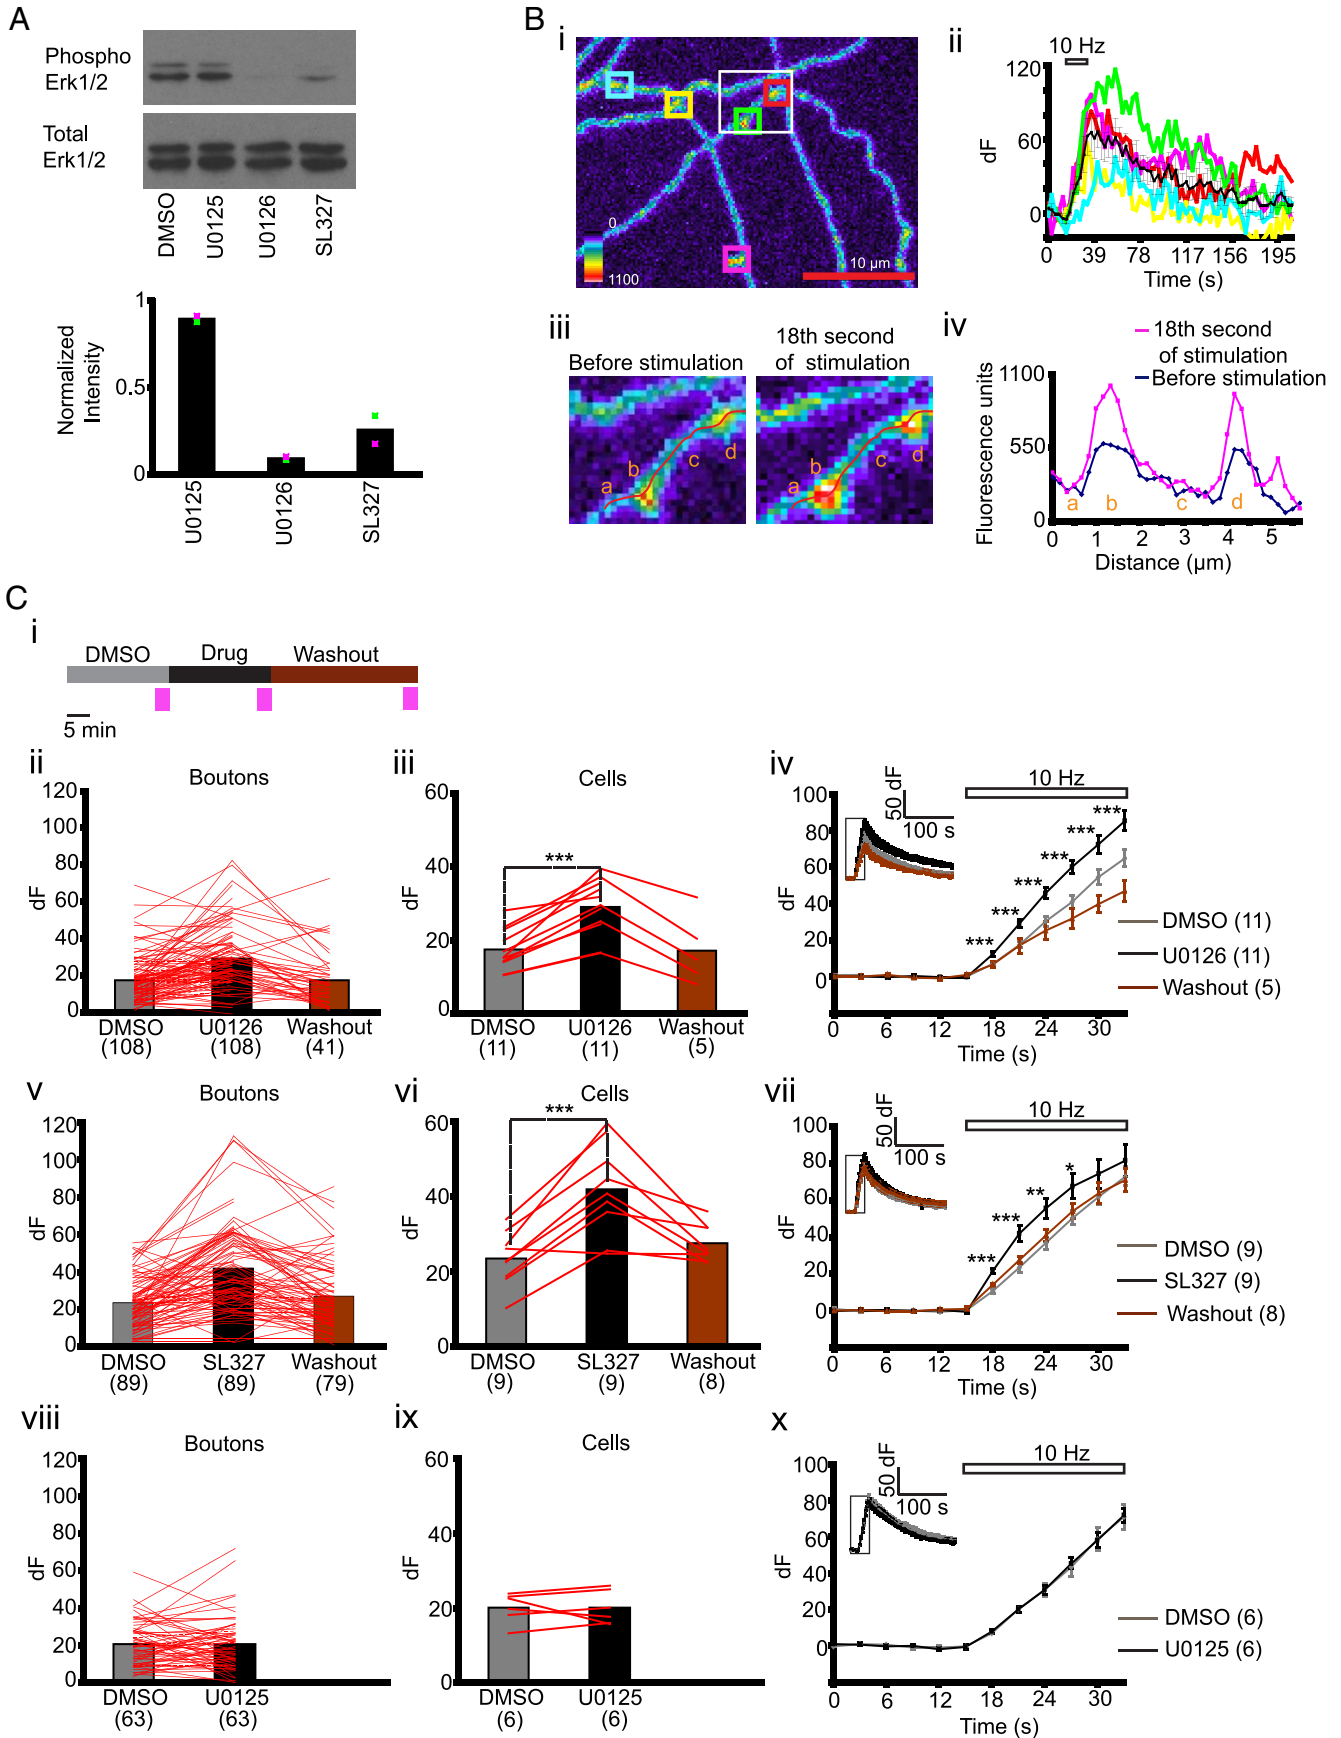 A
Phospho
Erk1/2
Total
Erk1/2
DMSO
U0125
U0126
SL327
Normalized
Intensity
1
0.5
0
U0125
U0126
SL327
B
i
0
1100
10 µm
ii
10 Hz
dF
120
60
0
0 39 78 117 156 195
Time (s)
iii
Before stimulation
18th second
of stimulation
a b c d
a b c d
iv
18th second
of stimulation
Before stimulation
Fluorescence units
1100
550
0
a b c d
0 1 2 3 4 5
Distance (µm)
C
i
DMSO Drug Washout
5 min
ii
Boutons
dF
120
100
80
60
40
20
0
DMSO U0126 Washout
(108) (108) (41)
iii
Cells
dF
60
40
20
0
***
DMSO U0126 Washout
(11) (11) (5)
iv
10 Hz
dF
100
80
60
40
20
0
50 dF
100 s
*** *** *** *** *** ***
DMSO (11)
U0126 (11)
Washout (5)
0 6 12 18 24 30
Time (s)
v
Boutons
dF
120
100
80
60
40
20
0
DMSO SL327 Washout
(89) (89) (79)
vi
Cells
dF
60
40
20
0
***
DMSO SL327 Washout
(9) (9) (8)
vii
10 Hz
dF
100
80
60
40
20
0
50 dF
100 s
*** *** ** *
DMSO (9)
SL327 (9)
Washout (8)
0 6 12 18 24 30
Time (s)
viii
Boutons
dF
120
100
80
60
40
20
0
DMSO U0125
(63) (63)
ix
Cells
dF
60
40
20
0
DMSO U0125
(6) (6)
x
10 Hz
dF
100
80
60
40
20
0
50 dF
100 s
DMSO (6)
U0125 (6)
0 6 12 18 24 30
Time (s)